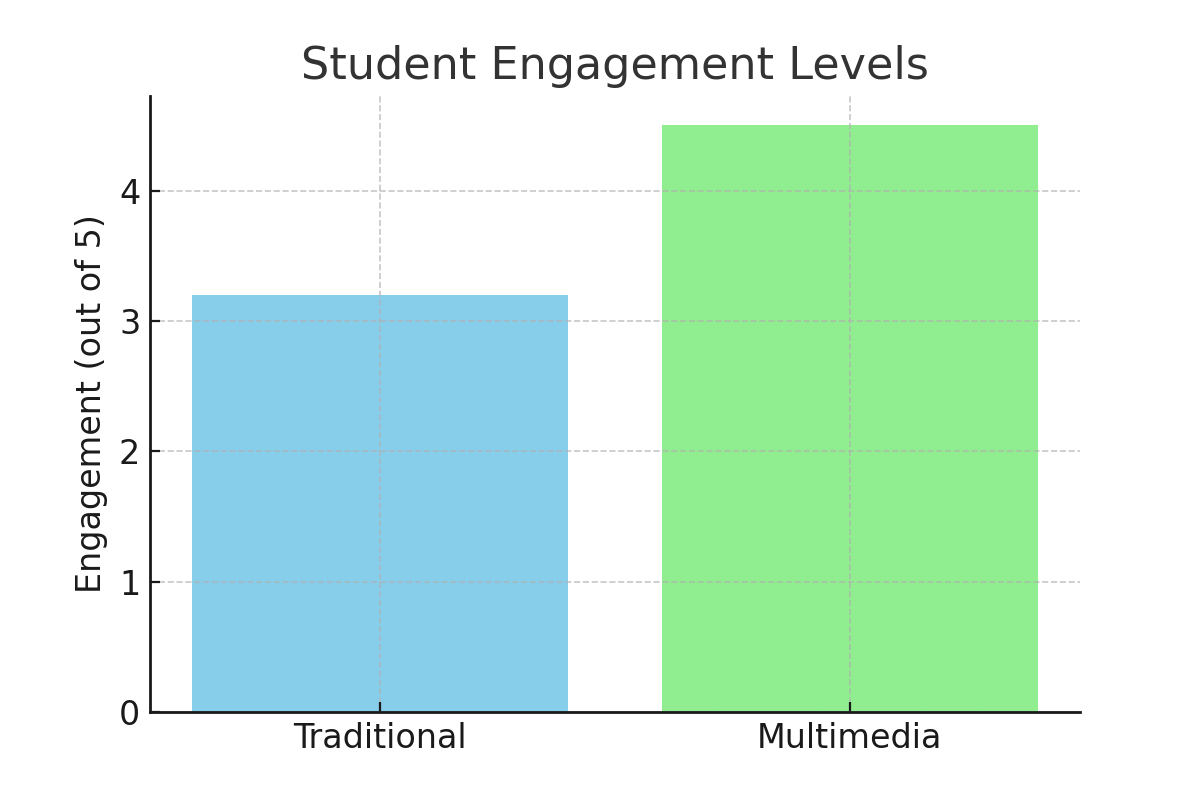 Student Engagement Levels
Engagement (out of 5)
4
3
2
1
0
Traditional
Multimedia